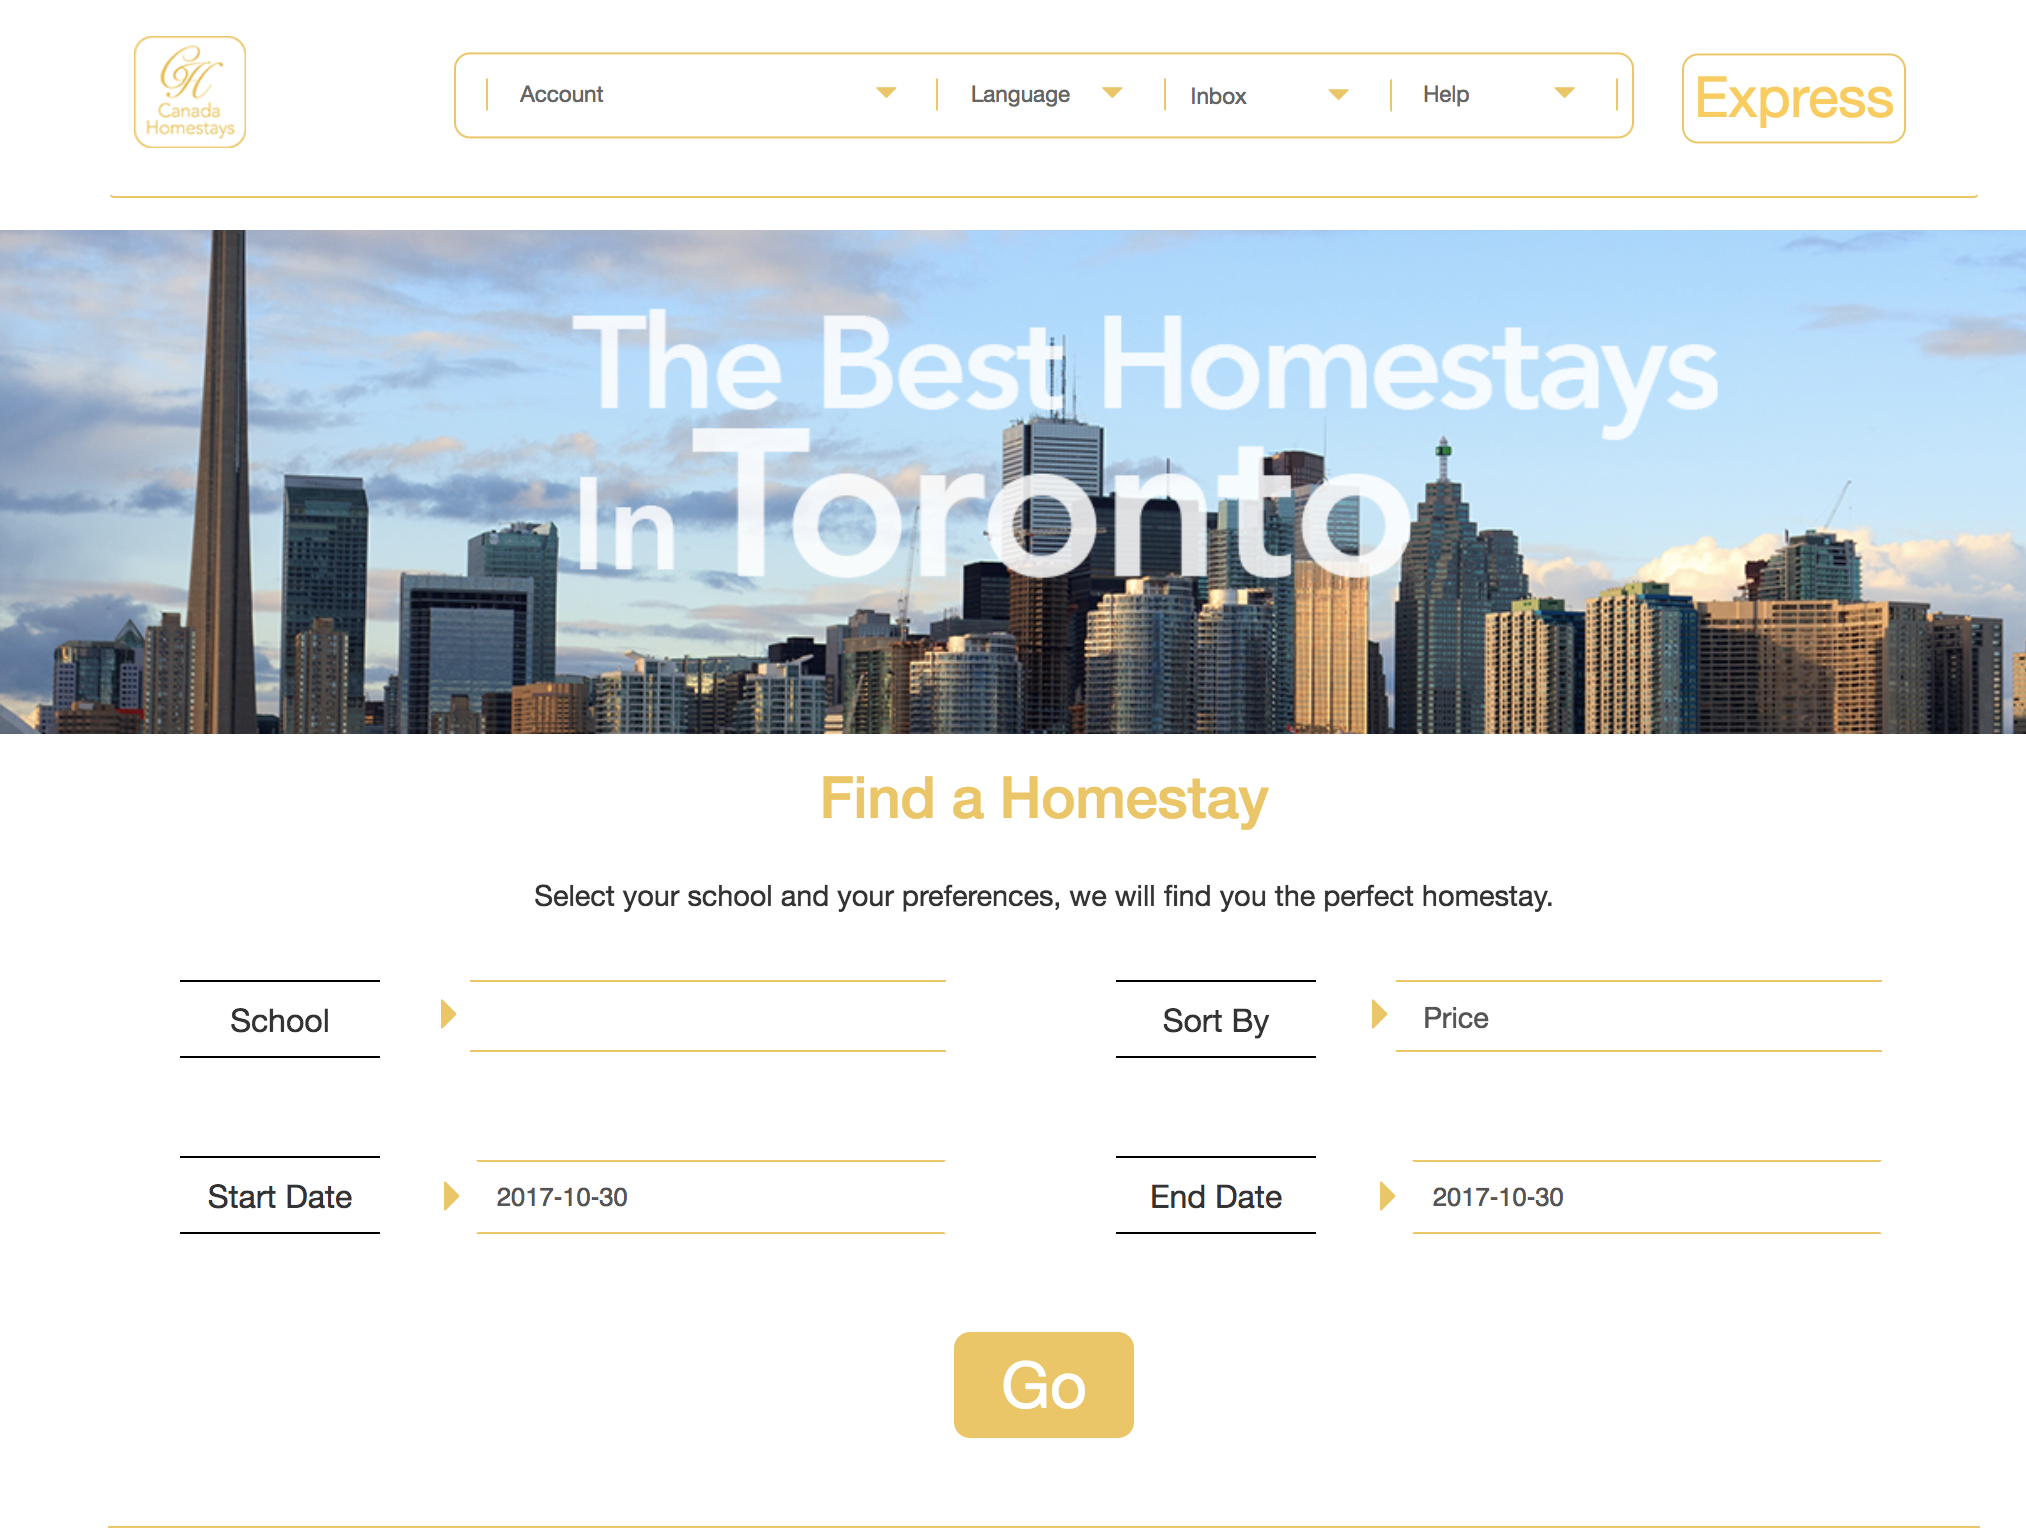 CH
Canada
Homestays
Account
Language
Inbox
Help
Express
The Best Homestays
In Toronto
Find a Homestay
Select your school and your preferences, we will find you the perfect homestay.
School
Sort By
Price
Start Date
2017-10-30
End Date
2017-10-30
Go